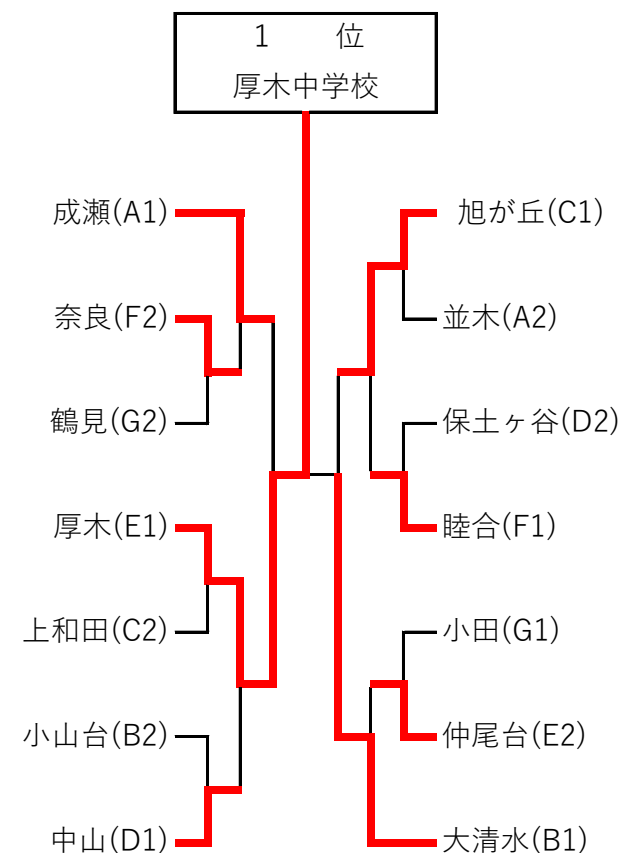 1 位
厚木中学校
成瀬(A1)
奈良(F2)
鶴見(G2)
厚木(E1)
上和田(C2)
小山台(B2)
中山(D1)
旭が丘(C1)
並木(A2)
保土ヶ谷(D2)
睦合(F1)
小田(G1)
仲尾台(E2)
大清水(B1)